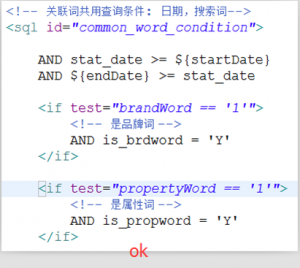 <!-- 关联词共用查询条件: 日期，搜索词-->
<sql id="common_word_condition">
AND stat_date >= ${startDate}
AND ${endDate} >= stat_date
<if test="brandWord == '1'">
<!-- 是品牌词 -->
AND is_brdword = 'Y'
</if>
<if test="propertyWord == '1'">
<!-- 是属性词 -->
AND is_propword = 'Y'
</if>
ok